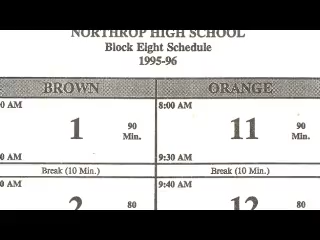 NORTHROP HIGH SCHOOL
Block Eight Schedule
1995-96
BROWN ORANGE
0 AM 8:00 AM
1 90 Min. 11 90 Min.
0 AM 9:30 AM
Break (10 Min.) Break (10 Min.)
0 AM 9:40 AM
2 80 12 80